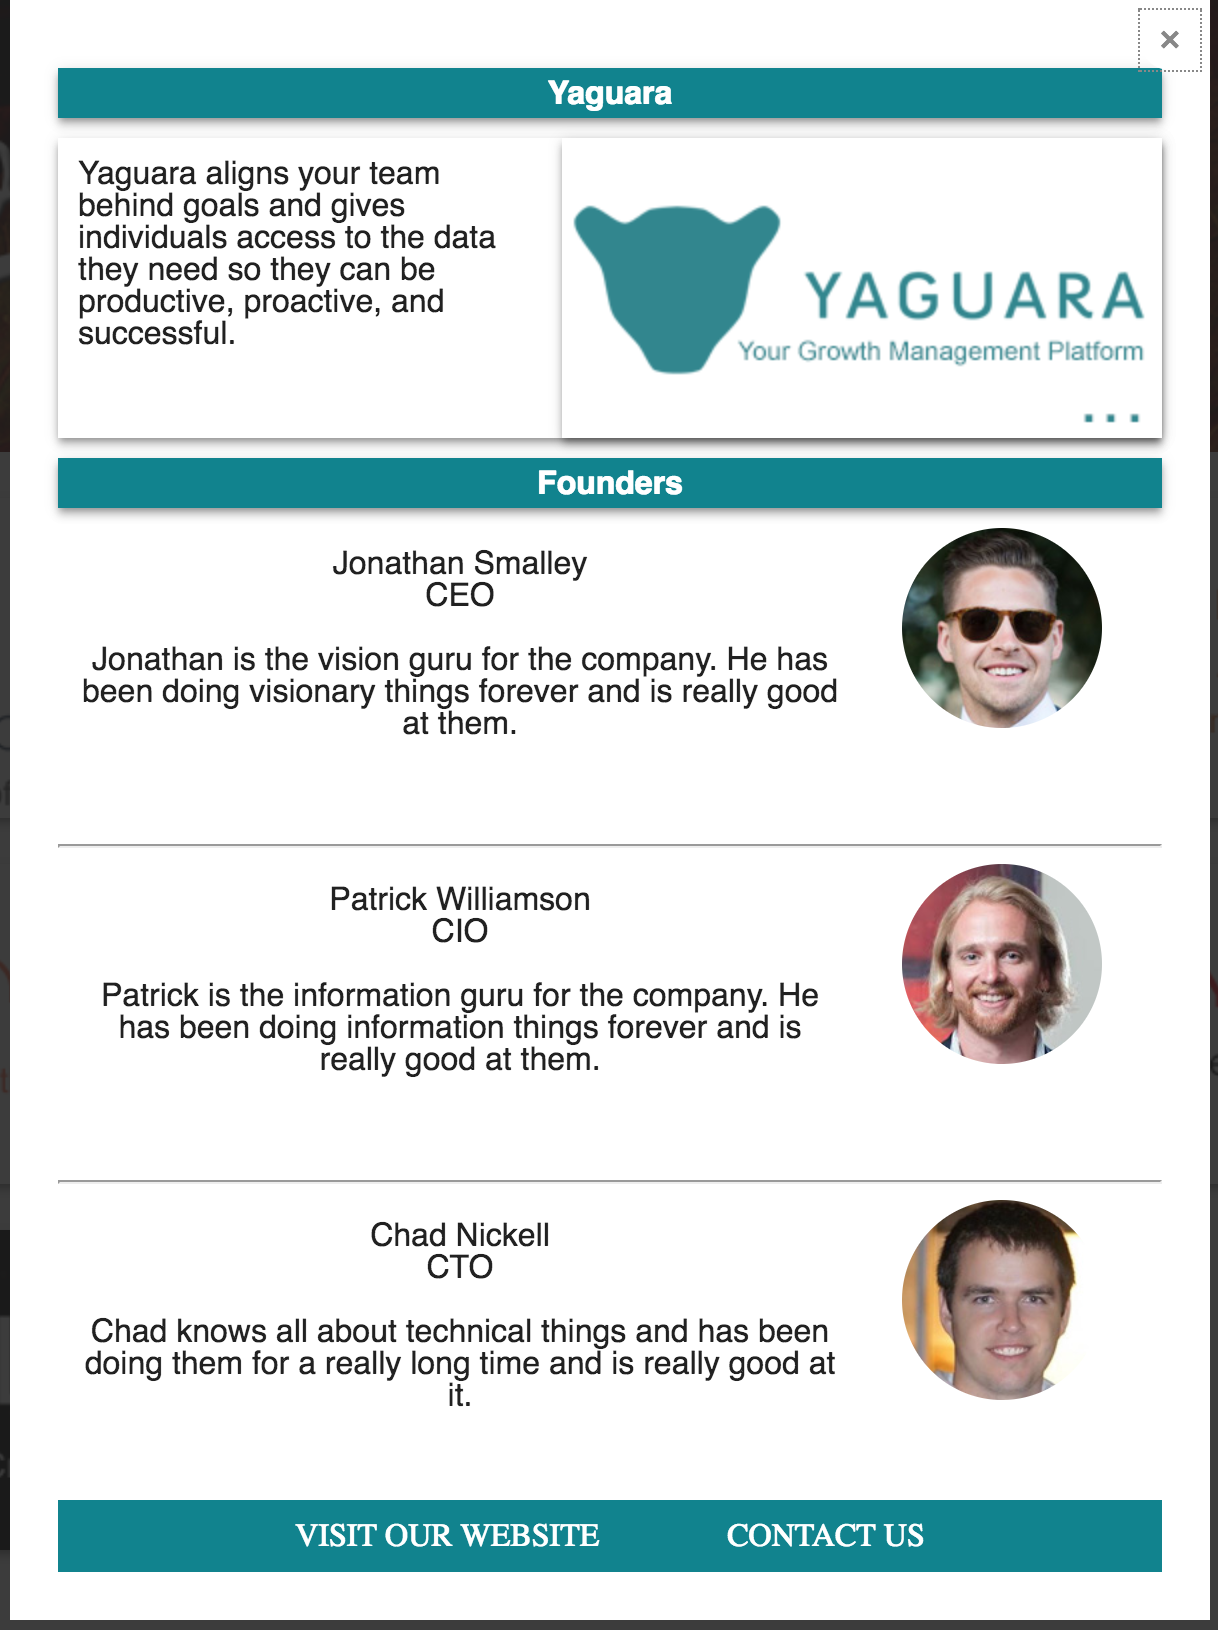 ×
Yaguara
Yaguara aligns your team
behind goals and gives
individuals access to the data
they need so they can be
productive, proactive, and
successful.
YAGUARA
Your Growth Management Platform
...
Founders
Jonathan Smalley
CEO
Jonathan is the vision guru for the company. He has
been doing visionary things forever and is really good
at them.
Patrick Williamson
CIO
Patrick is the information guru for the company. He
has been doing information things forever and is
really good at them.
Chad Nickell
CTO
Chad knows all about technical things and has been
doing them for a really long time and is really good at
it.
VISIT OUR WEBSITE CONTACT US